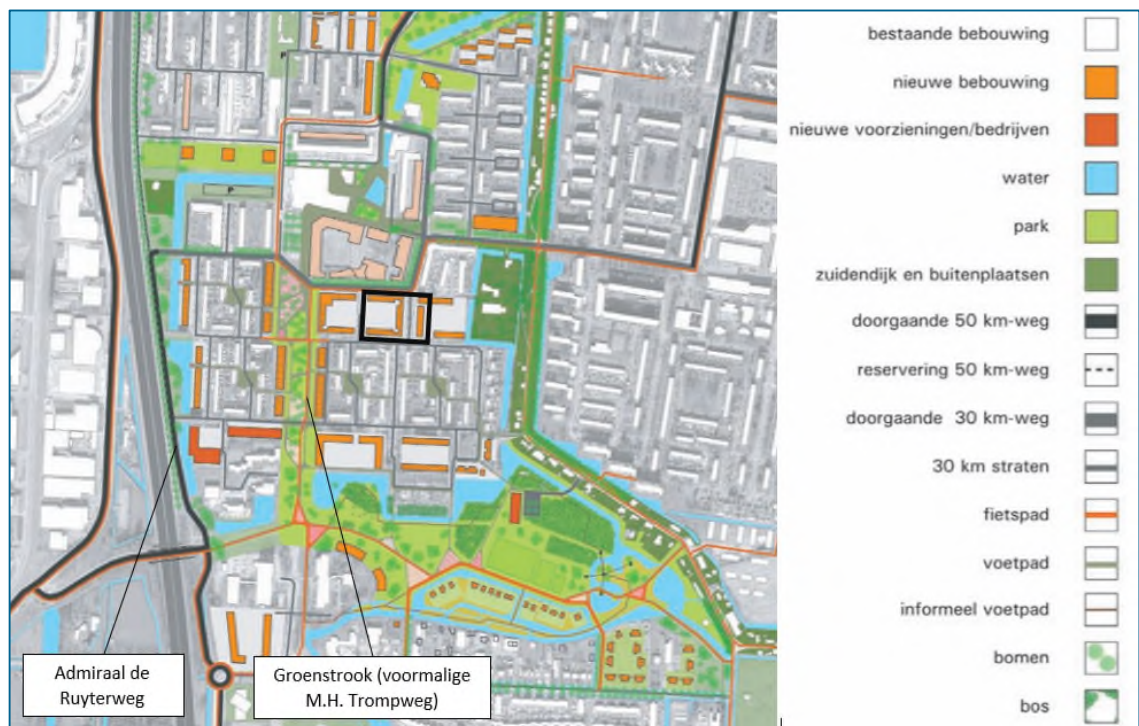 P
P
Admiraal de
Ruyterweg
Groenstrook (voormalige
M.H. Trompweg)
bestaande bebouwing
nieuwe bebouwing
nieuwe voorzieningen/bedrijven
water
park
zuidendijk en buitenplaatsen
doorgaande 50 km-weg
reservering 50 km-weg
doorgaande 30 km-weg
30 km straten
fietspad
voetpad
informeel voetpad
bomen
bos